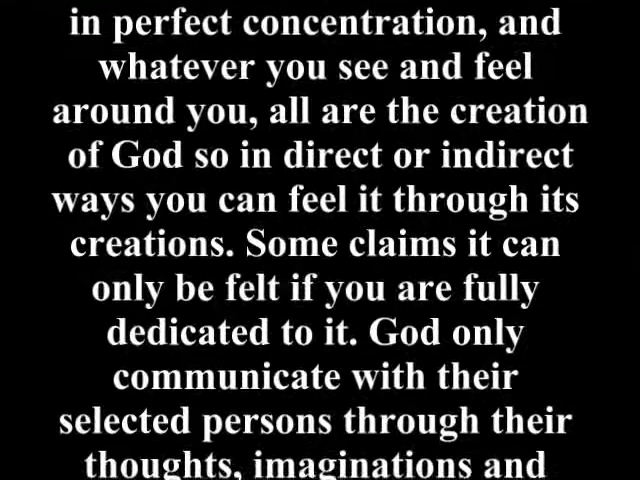 in perfect concentration, and
whatever you see and feel
around you, all are the creation
of God so in direct or indirect
ways you can feel it through its
creations. Some claims it can
only be felt if you are fully
dedicated to it. God only
communicate with their
selected persons through their
thoughts, imaginations and